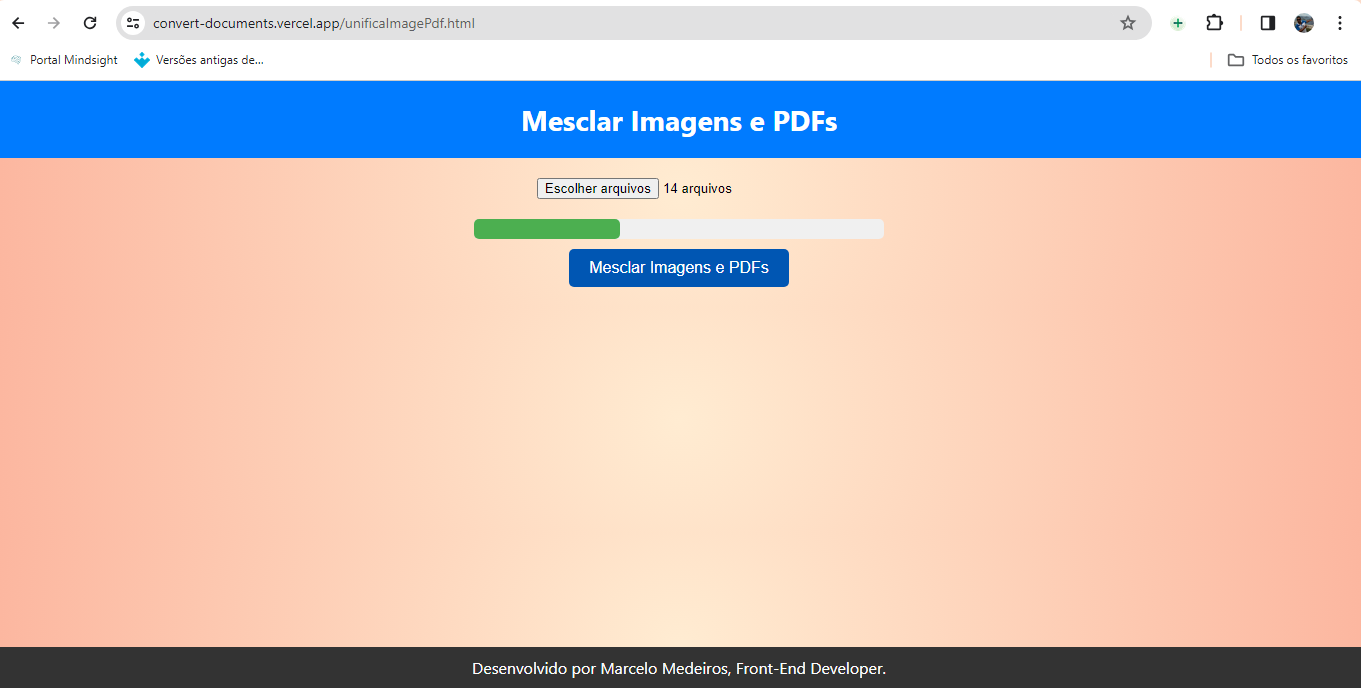 convert-documents.vercel.app/unificaImagePdf.html
Portal Mindsight
Versões antigas de...
Todos os favoritos
Mesclar Imagens e PDFs
Escolher arquivos 14 arquivos
Mesclar Imagens e PDFs
Desenvolvido por Marcelo Medeiros, Front-End Developer.